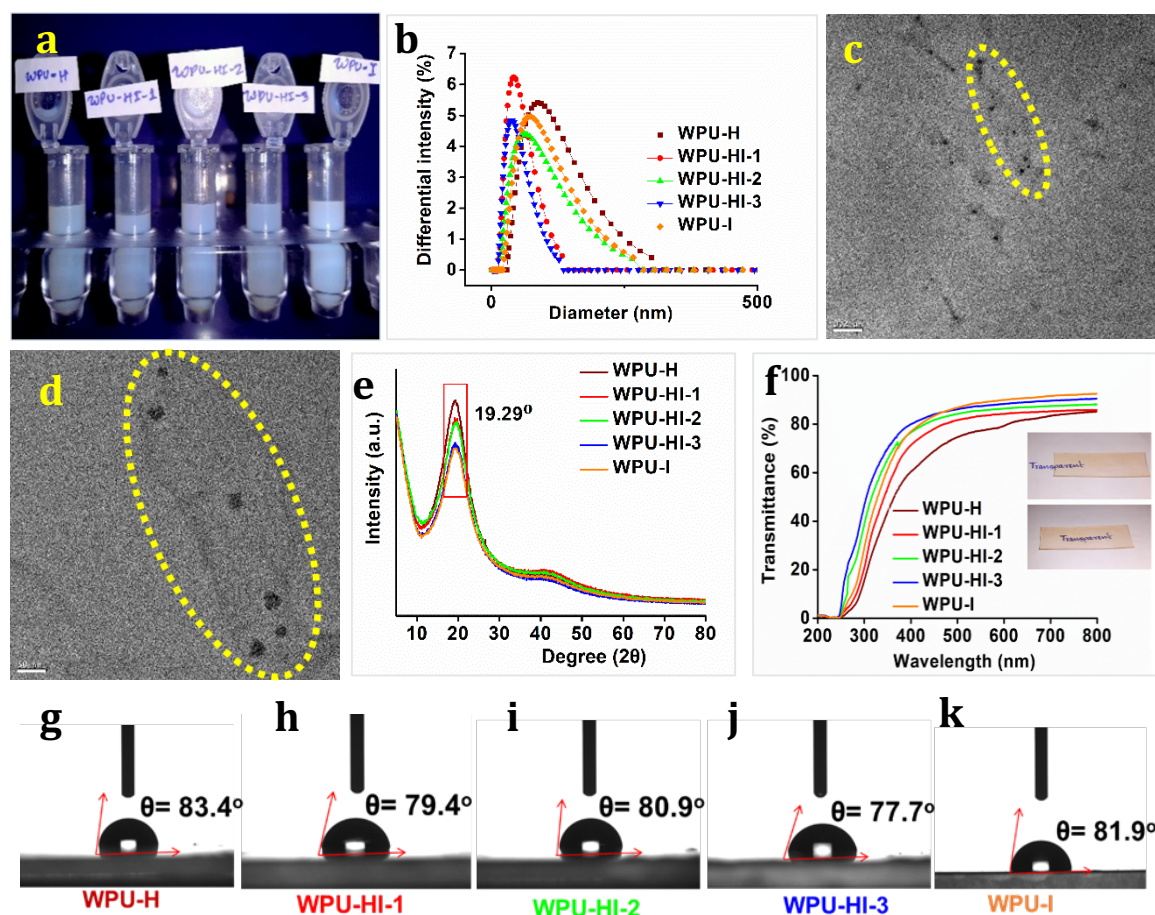 a
WPU-H
WPU-HI-1
WPU-HI-2
WPU-HI-3
WPU-I
b
Differential intensity (%)
7
6
5
4
3
2
1
0
0
500
Diameter (nm)
WPU-H
WPU-HI-1
WPU-HI-2
WPU-HI-3
WPU-I
c
d
e
Intensity (a.u.)
19.29⁰
WPU-H
WPU-HI-1
WPU-HI-2
WPU-HI-3
WPU-I
10 20 30 40 50 60 70 80
Degree (2θ)
f
Transmittance (%)
100
80
60
40
20
0
200 300 400 500 600 700 800
Wavelength (nm)
WPU-H
WPU-HI-1
WPU-HI-2
WPU-HI-3
WPU-I
Transparent
Transparent
g
θ= 83.4°
WPU-H
h
θ= 79.4°
WPU-HI-1
i
θ= 80.9°
WPU-HI-2
j
θ= 77.7°
WPU-HI-3
k
θ= 81.9°
WPU-I